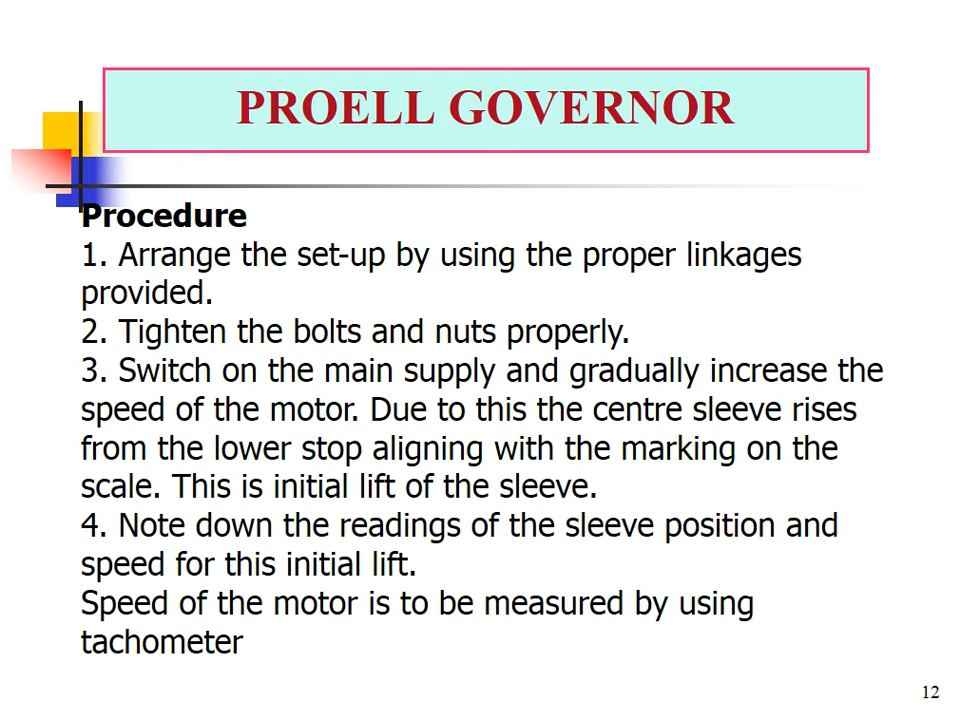 PROELL GOVERNOR
Procedure
1. Arrange the set-up by using the proper linkages
provided.
2. Tighten the bolts and nuts properly.
3. Switch on the main supply and gradually increase the
speed of the motor. Due to this the centre sleeve rises
from the lower stop aligning with the marking on the
scale. This is initial lift of the sleeve.
4. Note down the readings of the sleeve position and
speed for this initial lift.
Speed of the motor is to be measured by using
tachometer
12